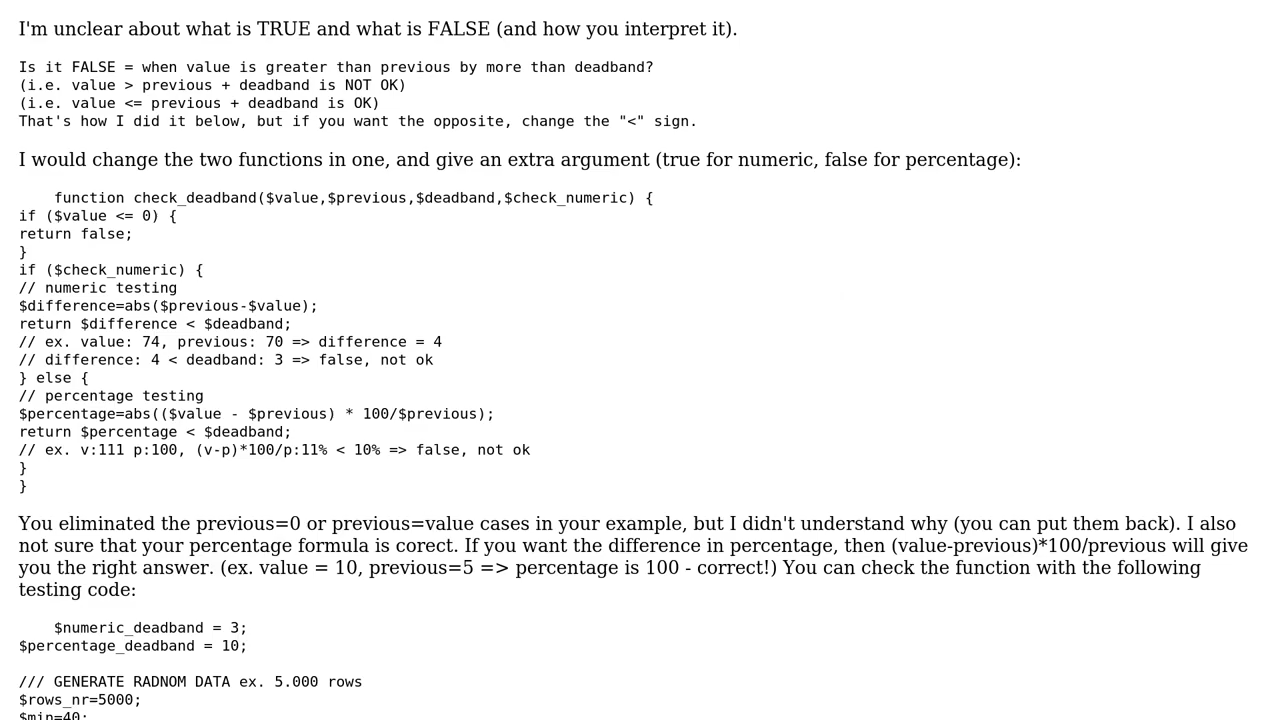 I'm unclear about what is TRUE and what is FALSE (and how you interpret it).
Is it FALSE = when value is greater than previous by more than deadband?
(i.e. value > previous + deadband is NOT OK)
(i.e. value <= previous + deadband is OK)
That's how I did it below, but if you want the opposite, change the "<" sign.
I would change the two functions in one, and give an extra argument (true for numeric, false for percentage):
function check_deadband($value,$previous,$deadband,$check_numeric) {
if ($value <= 0) {
return false;
}
if ($check_numeric) {
// numeric testing
$difference=abs($previous-$value);
return $difference < $deadband;
// ex. value: 74, previous: 70 => difference = 4
// difference: 4 < deadband: 3 => false, not ok
} else {
// percentage testing
$percentage=abs(($value - $previous) * 100/$previous);
return $percentage < $deadband;
// ex. v:111 p:100, (v-p)*100/p:11% < 10% => false, not ok
}
}
You eliminated the previous=0 or previous=value cases in your example, but I didn't understand why (you can put them back). I also
not sure that your percentage formula is corect. If you want the difference in percentage, then (value-previous)*100/previous will give
you the right answer. (ex. value = 10, previous=5 => percentage is 100 - correct!) You can check the function with the following
testing code:
$numeric_deadband = 3;
$percentage_deadband = 10;
/// GENERATE RADNOM DATA ex. 5.000 rows
$rows_nr=5000;
$min=40;